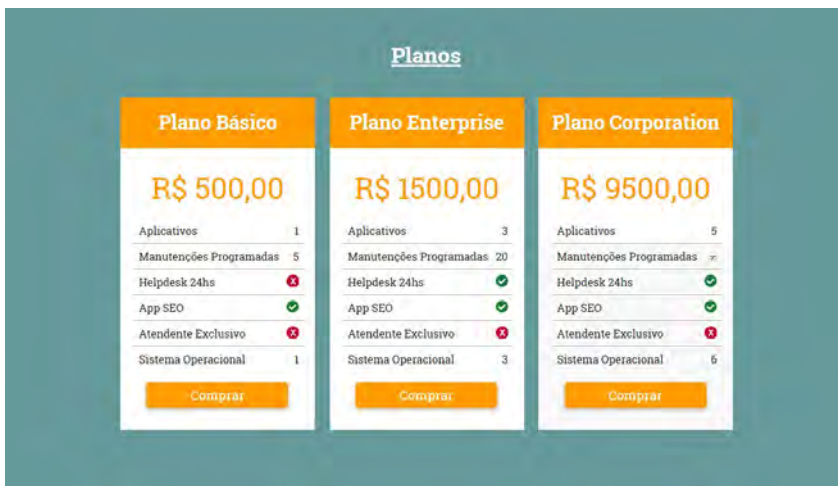 Planos
Plano Básico
R$ 500,00
Aplicativos 1
Manutenções Programadas 5
Helpdesk 24hs
App SEO
Atendente Exclusivo
Sistema Operacional 1
Comprar
Plano Enterprise
R$ 1500,00
Aplicativos 3
Manutenções Programadas 20
Helpdesk 24hs
App SEO
Atendente Exclusivo
Sistema Operacional 3
Comprar
Plano Corporation
R$ 9500,00
Aplicativos 5
Manutenções Programadas ∞
Helpdesk 24hs
App SEO
Atendente Exclusivo
Sistema Operacional 6
Comprar